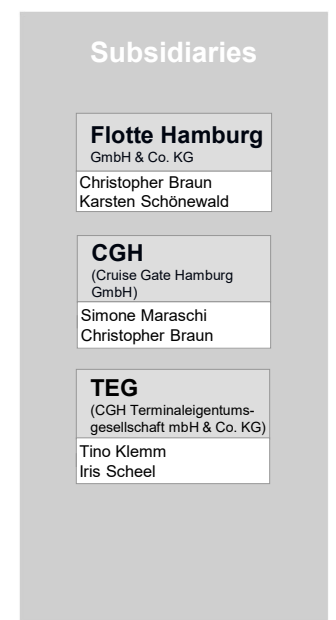 Subsidiaries
Flotte Hamburg
GmbH & Co. KG
Christopher Braun
Karsten Schönewald
CGH
(Cruise Gate Hamburg
GmbH)
Simone Maraschi
Christopher Braun
TEG
(CGH Terminaleigentums-
gesellschaft mbH & Co. KG)
Tino Klemm
Iris Scheel